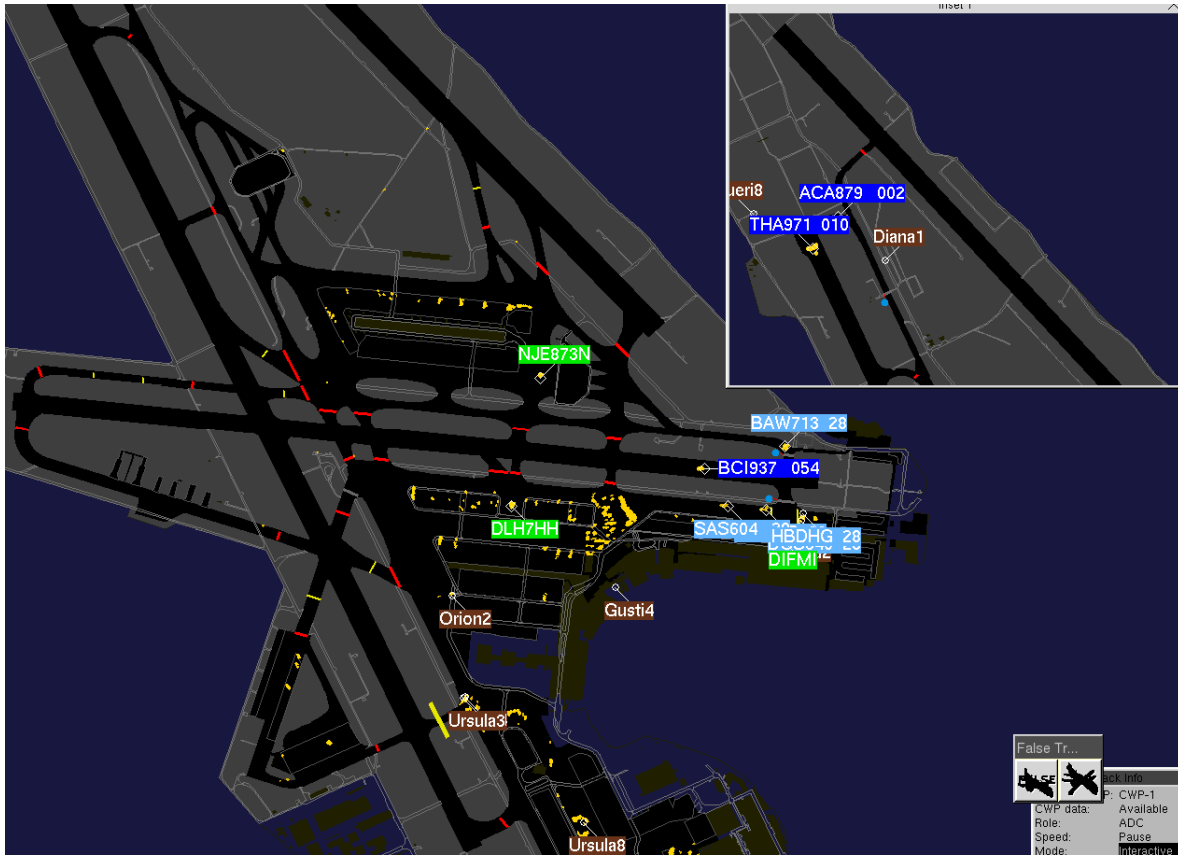 Inset 1
ACA879 002
ueri8
THA971 010
Diana1
NJE873N
BAW713 28
BCI937 054
SAS604
HBDHG 28
DLH7HH
DIFMI
Gusti4
Orion2
Ursula3
Ursula8
False Tr...
FALSE
ack Info
P: CWP-1
CWP data: Available
Role: ADC
Speed: Pause
Mode: Interactive